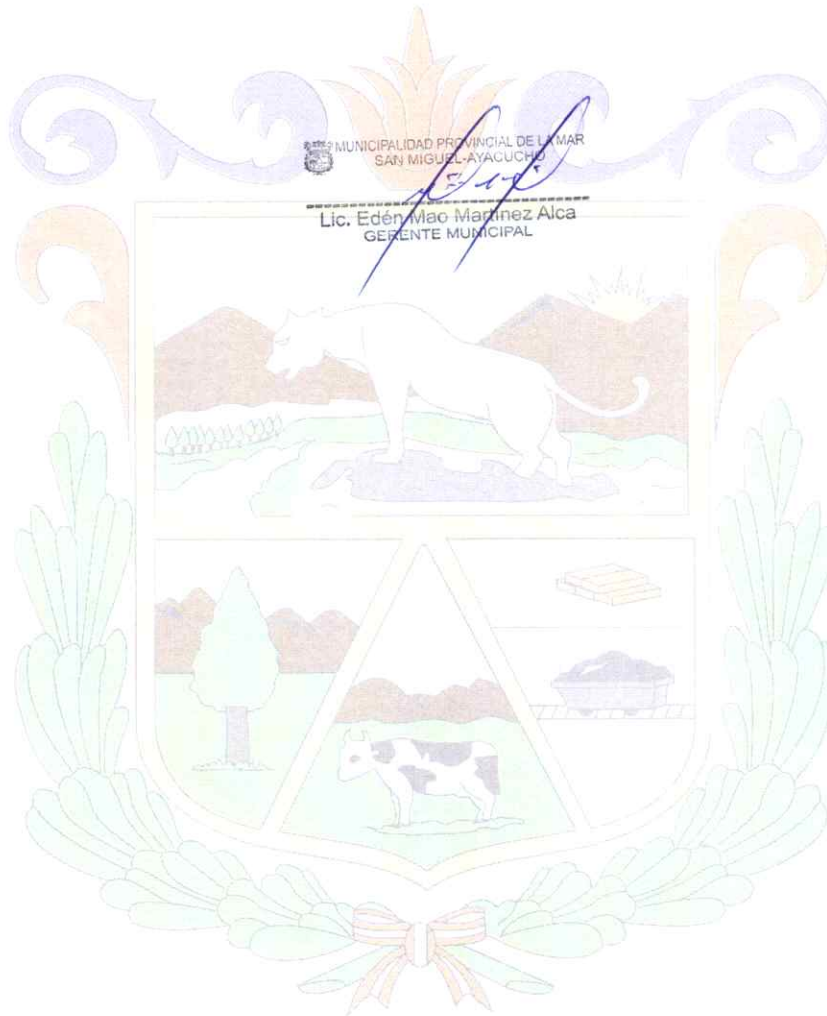 MUNICIPALIDAD PROVINCIAL DE LA MAR
SAN MIGUEL-AYACUCHO
Lic. Edén Mao Martinez Alca
GERENTE MUNICIPAL